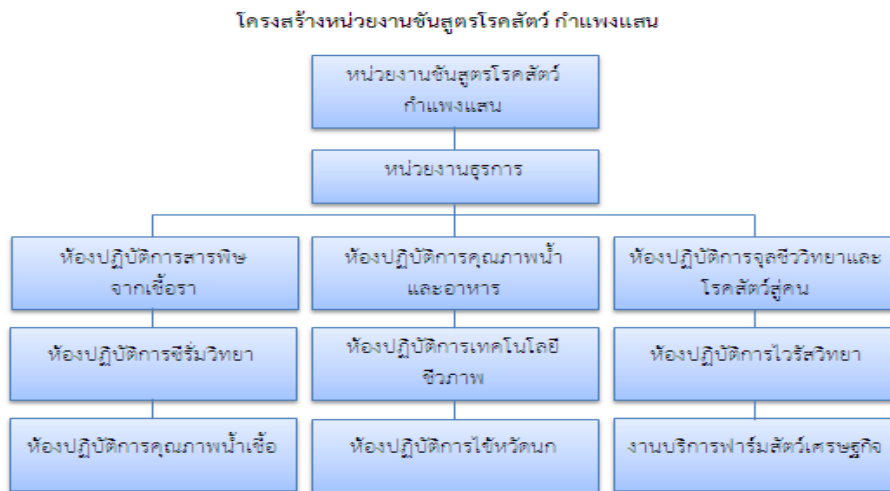 โครงสร้างหน่วยงานชันสูตรโรคสัตว์ กำแพงแสน
หน่วยงานชันสูตรโรคสัตว์
กำแพงแสน
หน่วยงานธุรการ
ห้องปฏิบัติการสารพิษ
จากเชื้อรา
ห้องปฏิบัติการคุณภาพน้ำ
และอาหาร
ห้องปฏิบัติการจุลชีววิทยาและ
โรคสัตว์สู่คน
ห้องปฏิบัติการซีรั่มวิทยา
ห้องปฏิบัติการเทคโนโลยี
ชีวภาพ
ห้องปฏิบัติการไวรัสวิทยา
ห้องปฏิบัติการคุณภาพน้ำเชื้อ
ห้องปฏิบัติการไข้หวัดนก
งานบริการฟาร์มสัตว์เศรษฐกิจ